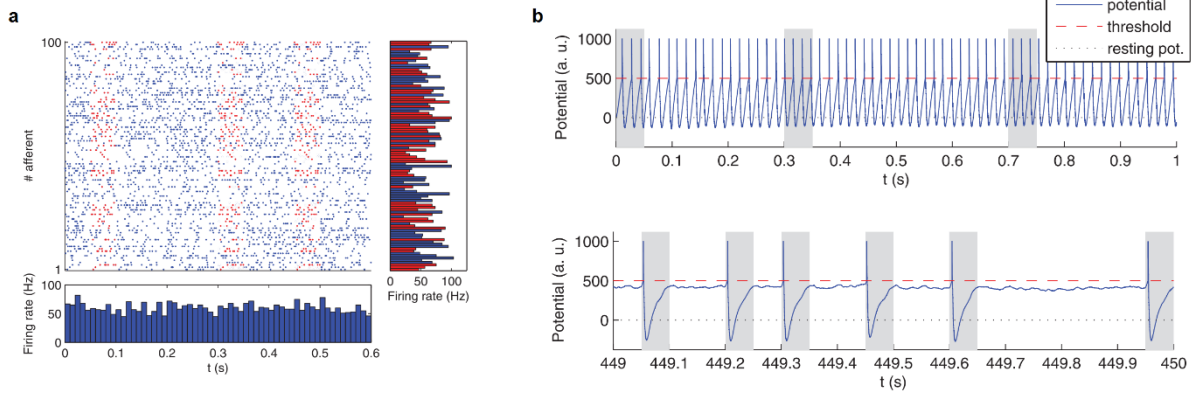 a
100
# afferent
1
0 50 100
Firing rate (Hz)
100
50
0
Firing rate (Hz)
0 0.1 0.2 0.3 0.4 0.5 0.6
t (s)
b
potential
threshold
resting pot.
1000
500
0
Potential (a. u.)
0 0.1 0.2 0.3 0.4 0.5 0.6 0.7 0.8 0.9 1
t (s)
1000
500
0
Potential (a. u.)
449 449.1 449.2 449.3 449.4 449.5 449.6 449.7 449.8 449.9 450
t (s)